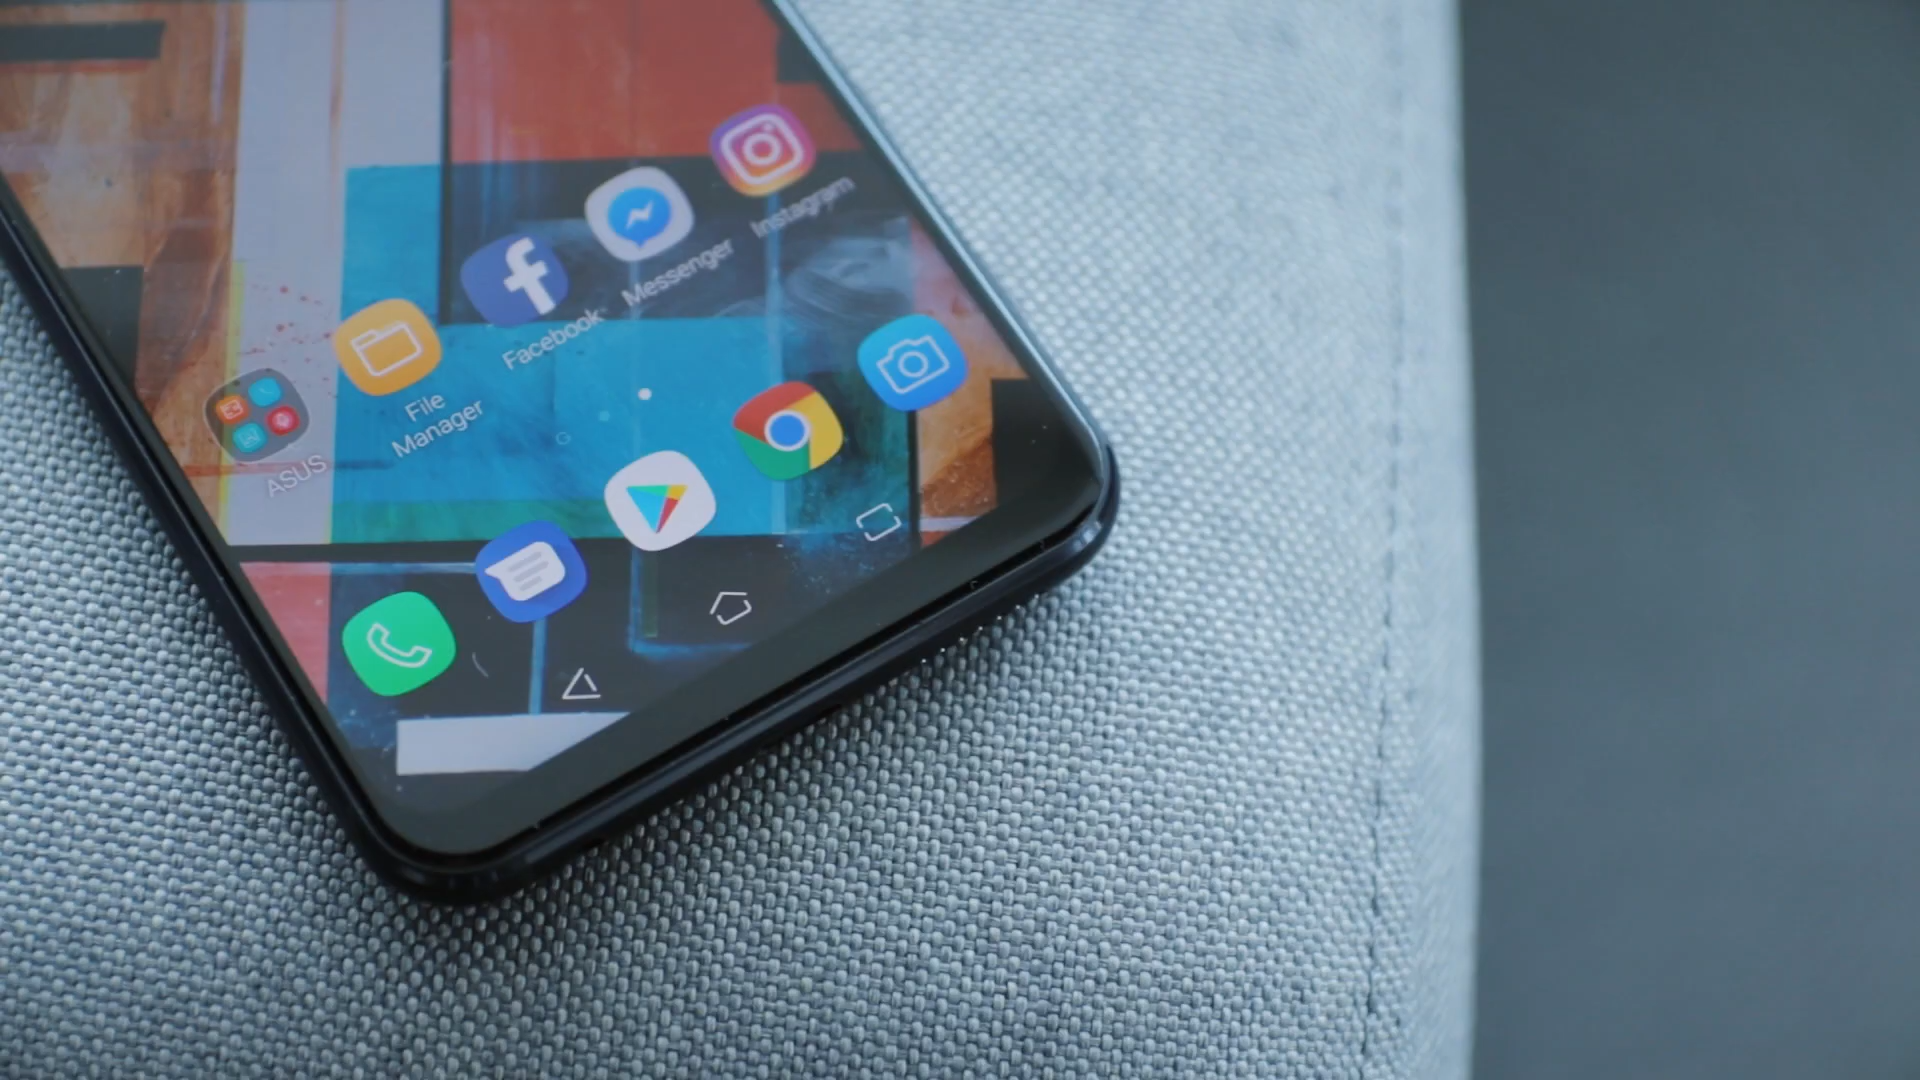 ASUS
File
Manager
Facebook
Messenger
Instagram